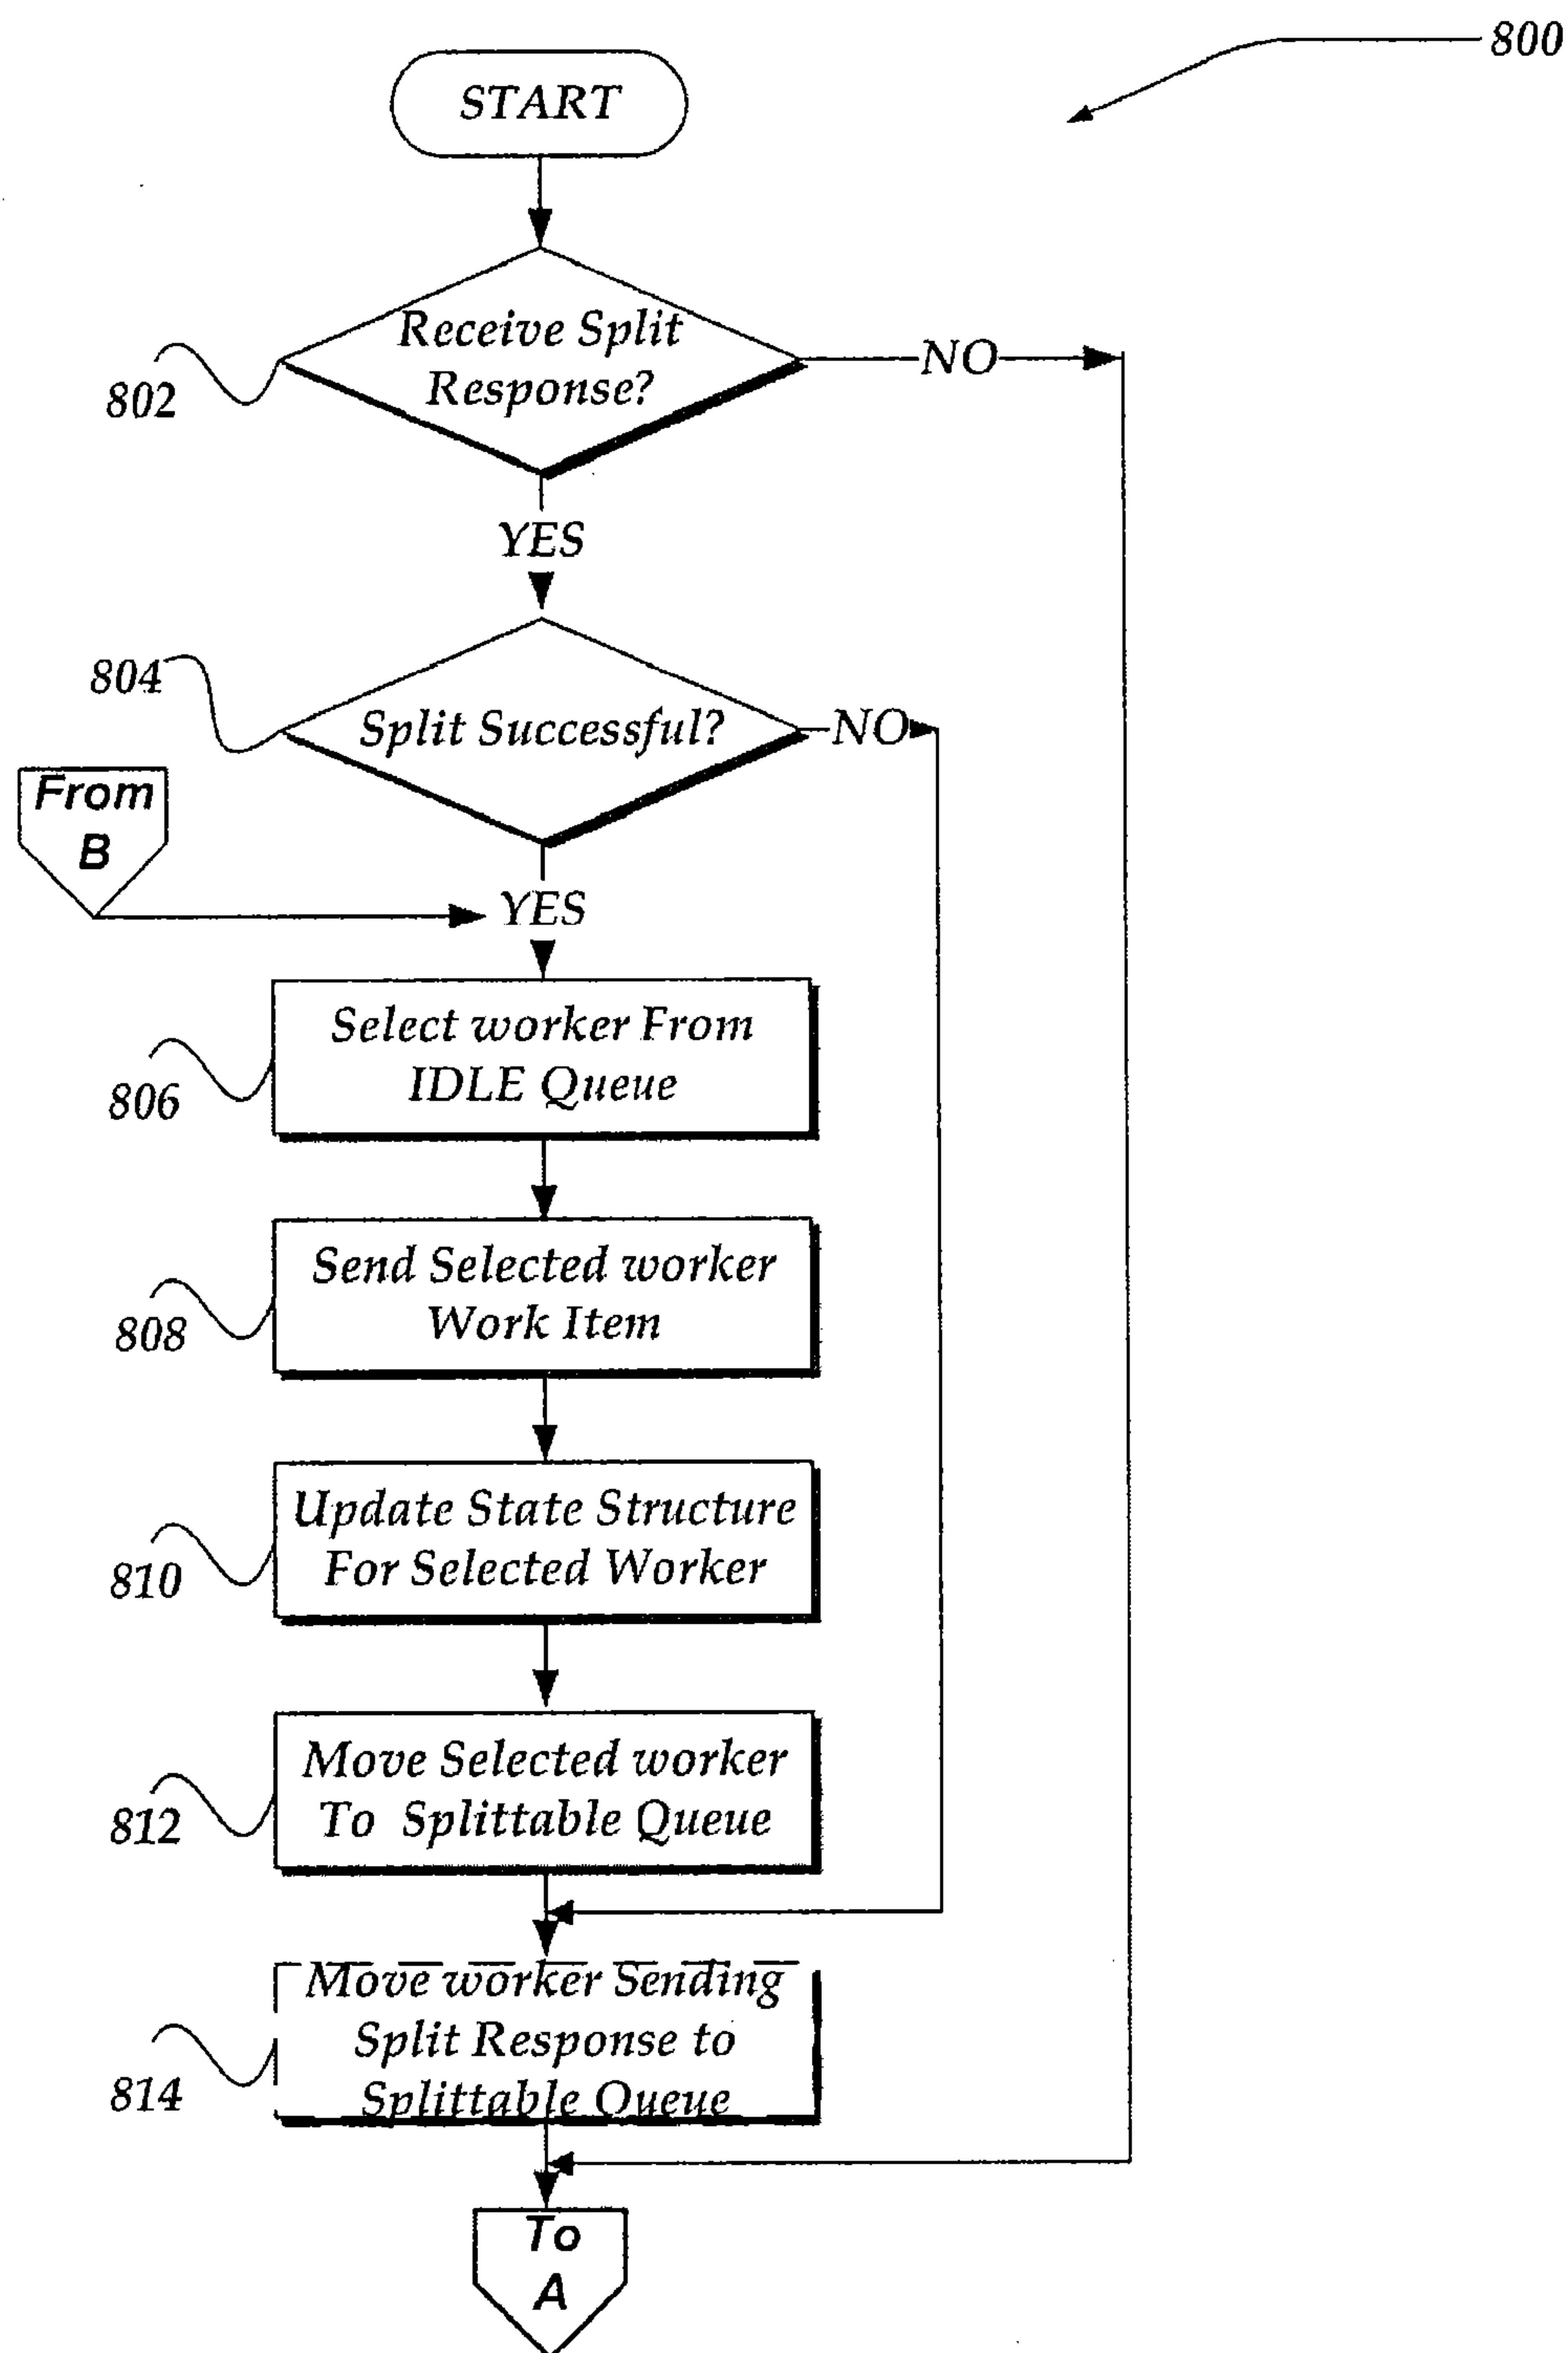 800
START
Receive Split
Response?
NO
802
YES
804
Split Successful?
NO
From
B
YES
Select worker From
IDLE Queue
806
Send Selected worker
Work Item
808
Update State Structure
For Selected Worker
810
Move Selected worker
To Splittable Queue
812
Move worker Sending
Split Response to
Splittable Queue
814
To
A